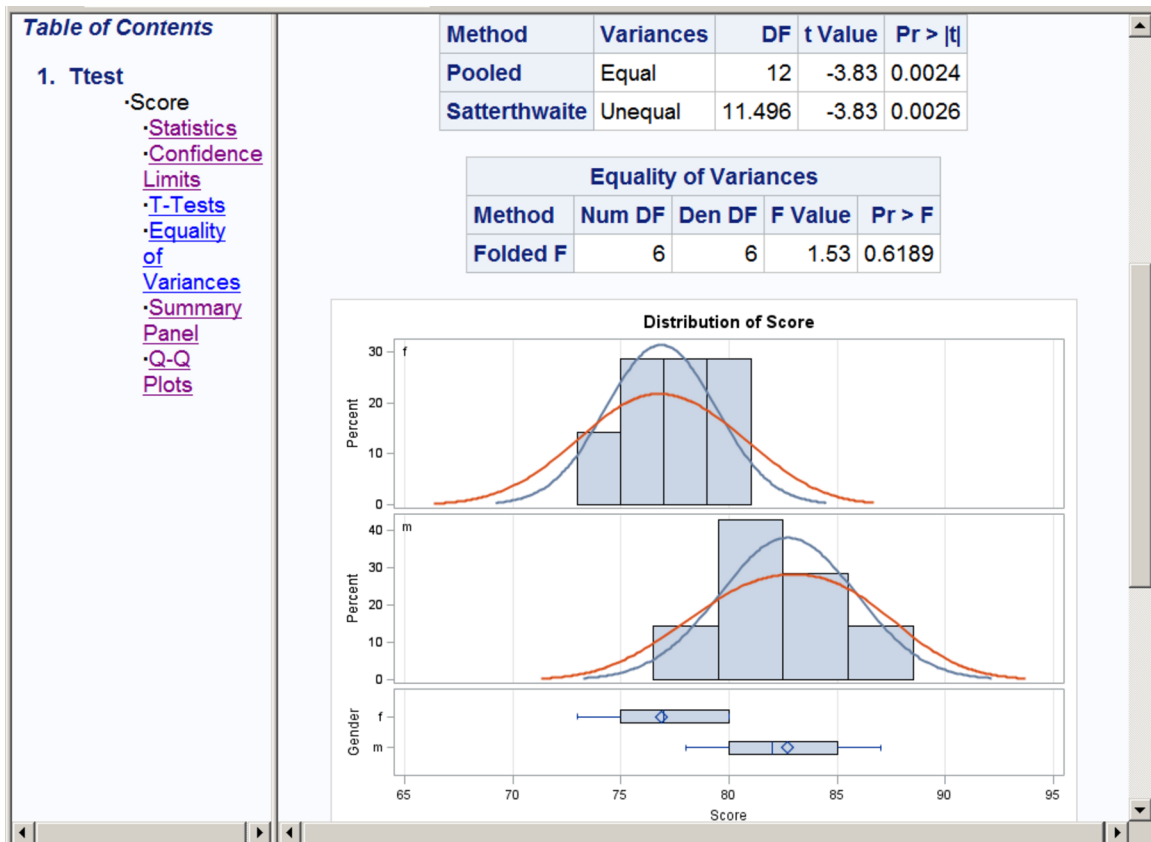 Table of Contents
1. Ttest
·Score
·Statistics
·Confidence
Limits
·T-Tests
·Equality
of
Variances
·Summary
Panel
·Q-Q
Plots
Method Variances DF t Value Pr > |t|
Pooled Equal 12 -3.83 0.0024
Satterthwaite Unequal 11.496 -3.83 0.0026
Equality of Variances
Method Num DF Den DF F Value Pr > F
Folded F 6 6 1.53 0.6189
Distribution of Score
f
30
20
10
0
Percent
m
40
30
20
10
0
Percent
f
m
Gender
65 70 75 80 85 90 95
Score